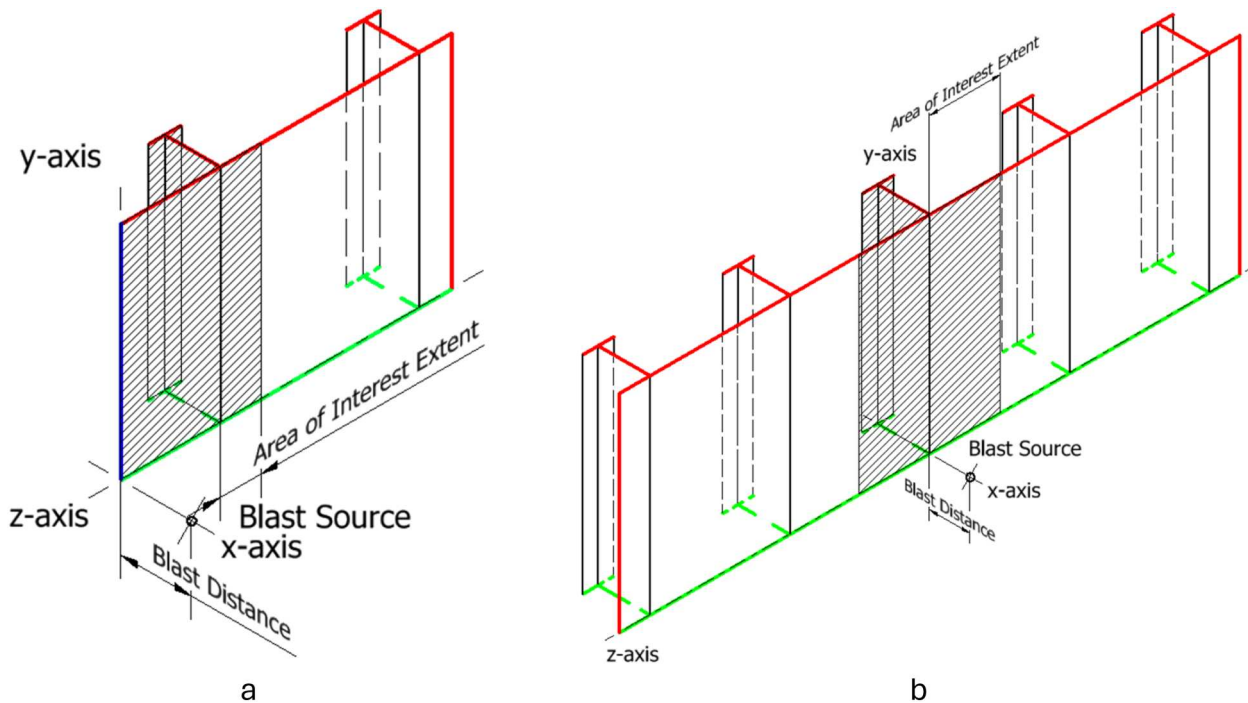 y-axis
z-axis
Area of Interest Extent
Blast Source
x-axis
Blast Distance
a
Area of Interest Extent
y-axis
Blast Source
x-axis
Blast Distance
z-axis
b